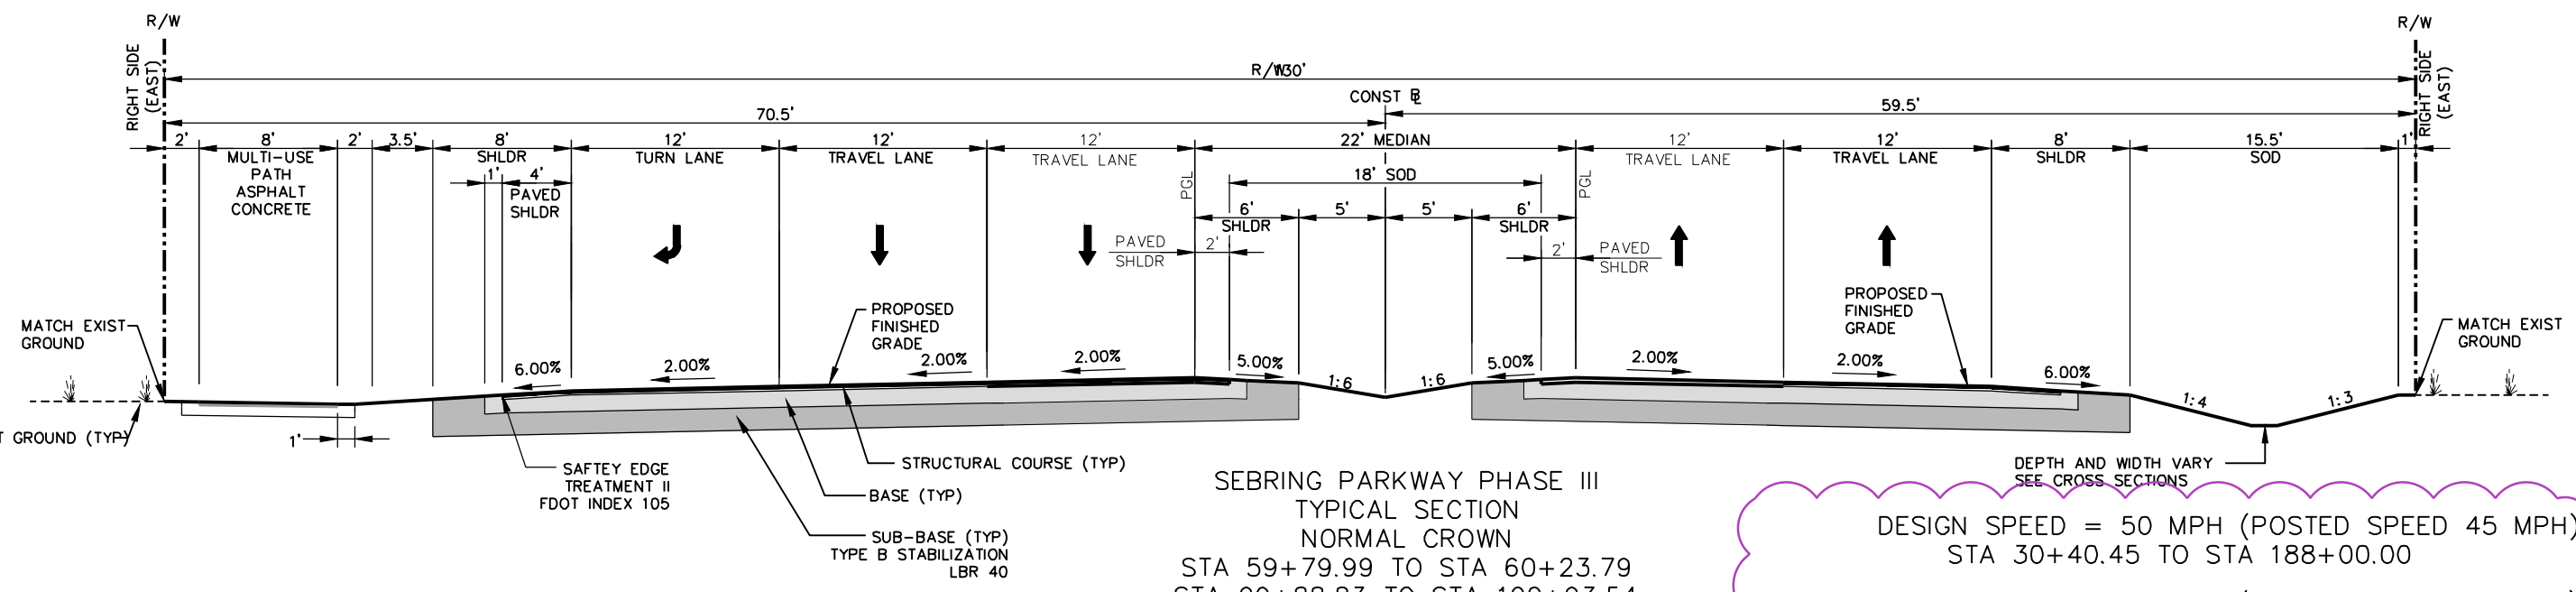 R/W
R/W
RIGHT SIDE
(EAST)
RIGHT SIDE
(EAST)
R/W
130'
CONST BL
70.5'
59.5'
2'
8'
2'
3.5'
8'
12'
12'
12'
22' MEDIAN
12'
12'
8'
15.5'
1'
MULTI-USE
PATH
ASPHALT
CONCRETE
SHLDR
TURN LANE
TRAVEL LANE
TRAVEL LANE
TRAVEL LANE
TRAVEL LANE
SHLDR
SOD
1'
4'
PAVED
SHLDR
PGL
18' SOD
PGL
6'
SHLDR
5'
5'
6'
SHLDR
PAVED
SHLDR
2'
2'
PAVED
SHLDR
MATCH EXIST
GROUND
PROPOSED
FINISHED
GRADE
PROPOSED
FINISHED
GRADE
MATCH EXIST
GROUND
6.00%
2.00%
2.00%
2.00%
5.00%
1:6
1:6
5.00%
2.00%
2.00%
6.00%
1:4
1:3
T GROUND (TYP)
1'
SAFTEY EDGE
TREATMENT II
FDOT INDEX 105
STRUCTURAL COURSE (TYP)
BASE (TYP)
SUB-BASE (TYP)
TYPE B STABILIZATION
LBR 40
DEPTH AND WIDTH VARY
SEE CROSS SECTIONS
SEBRING PARKWAY PHASE III
TYPICAL SECTION
NORMAL CROWN
STA 59+79.99 TO STA 60+23.79
DESIGN SPEED = 50 MPH (POSTED SPEED 45 MPH)
STA 30+40.45 TO STA 188+00.00